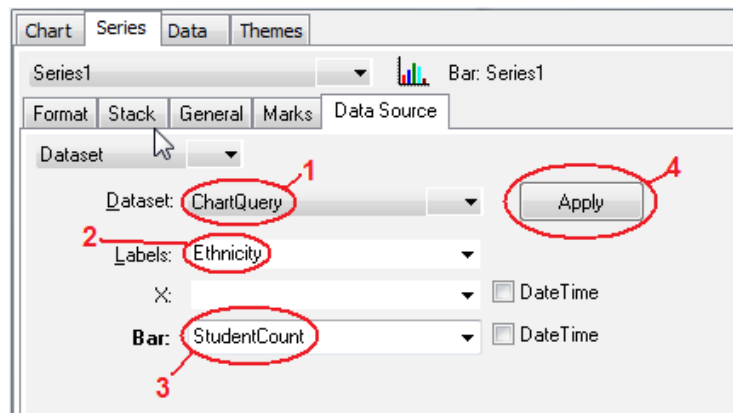 Chart Series Data Themes
Series1 Bar: Series1
Format Stack General Marks Data Source
Dataset 1 4
Dataset: ChartQuery Apply
2
Labels: Ethnicity
X: DateTime
Bar: StudentCount DateTime
3